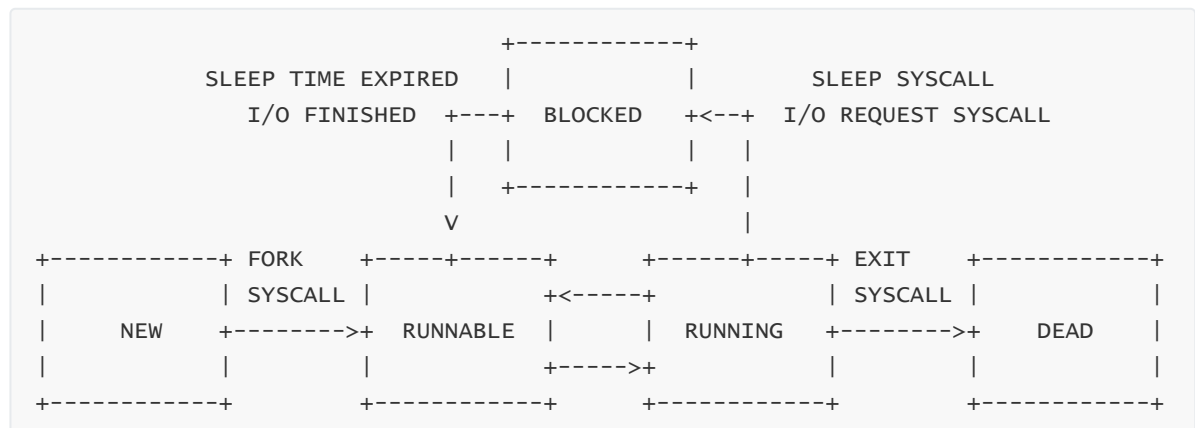 SLEEP TIME EXPIRED SLEEP SYSCALL
I/O FINISHED BLOCKED I/O REQUEST SYSCALL
V
FORK EXIT
SYSCALL SYSCALL
NEW RUNNABLE RUNNING DEAD